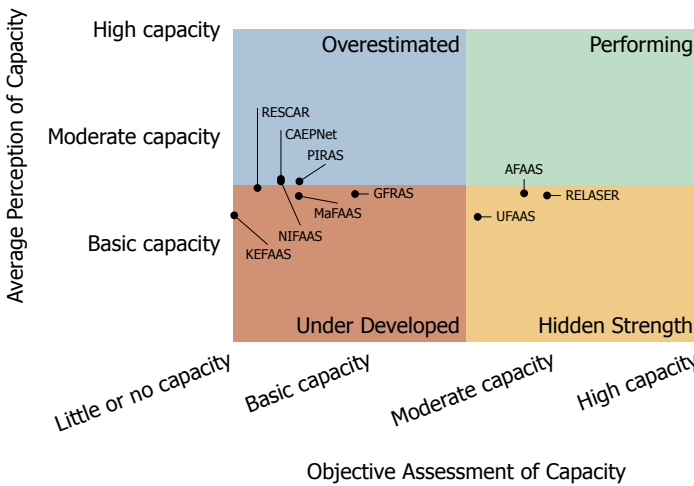 High capacity
Overestimated
Performing
Average Perception of Capacity
RESCAR
CAEPNet
Moderate capacity
PIRAS
AFAAS
GFRAS
RELASER
MaFAAS
UFAAS
NIFAAS
Basic capacity
KEFAAS
Under Developed
Hidden Strength
Little or no capacity
Basic capacity
Moderate capacity
High capacity
Objective Assessment of Capacity